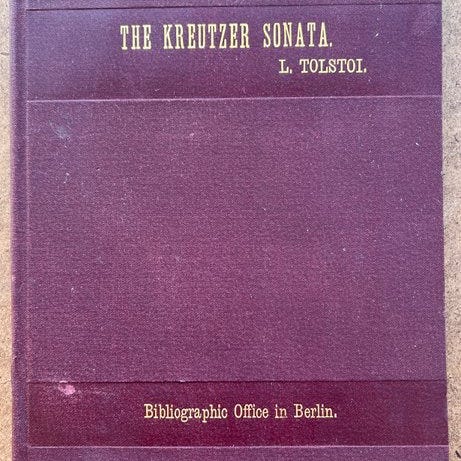 THE KREUTZER SONATA.
L. TOLSTOI.
Bibliographic Office in Berlin.